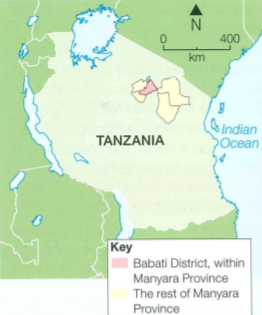 N
0 400
km
TANZANIA
Indian
Ocean
Key
Babati District, within
Manyara Province
The rest of Manyara
Province